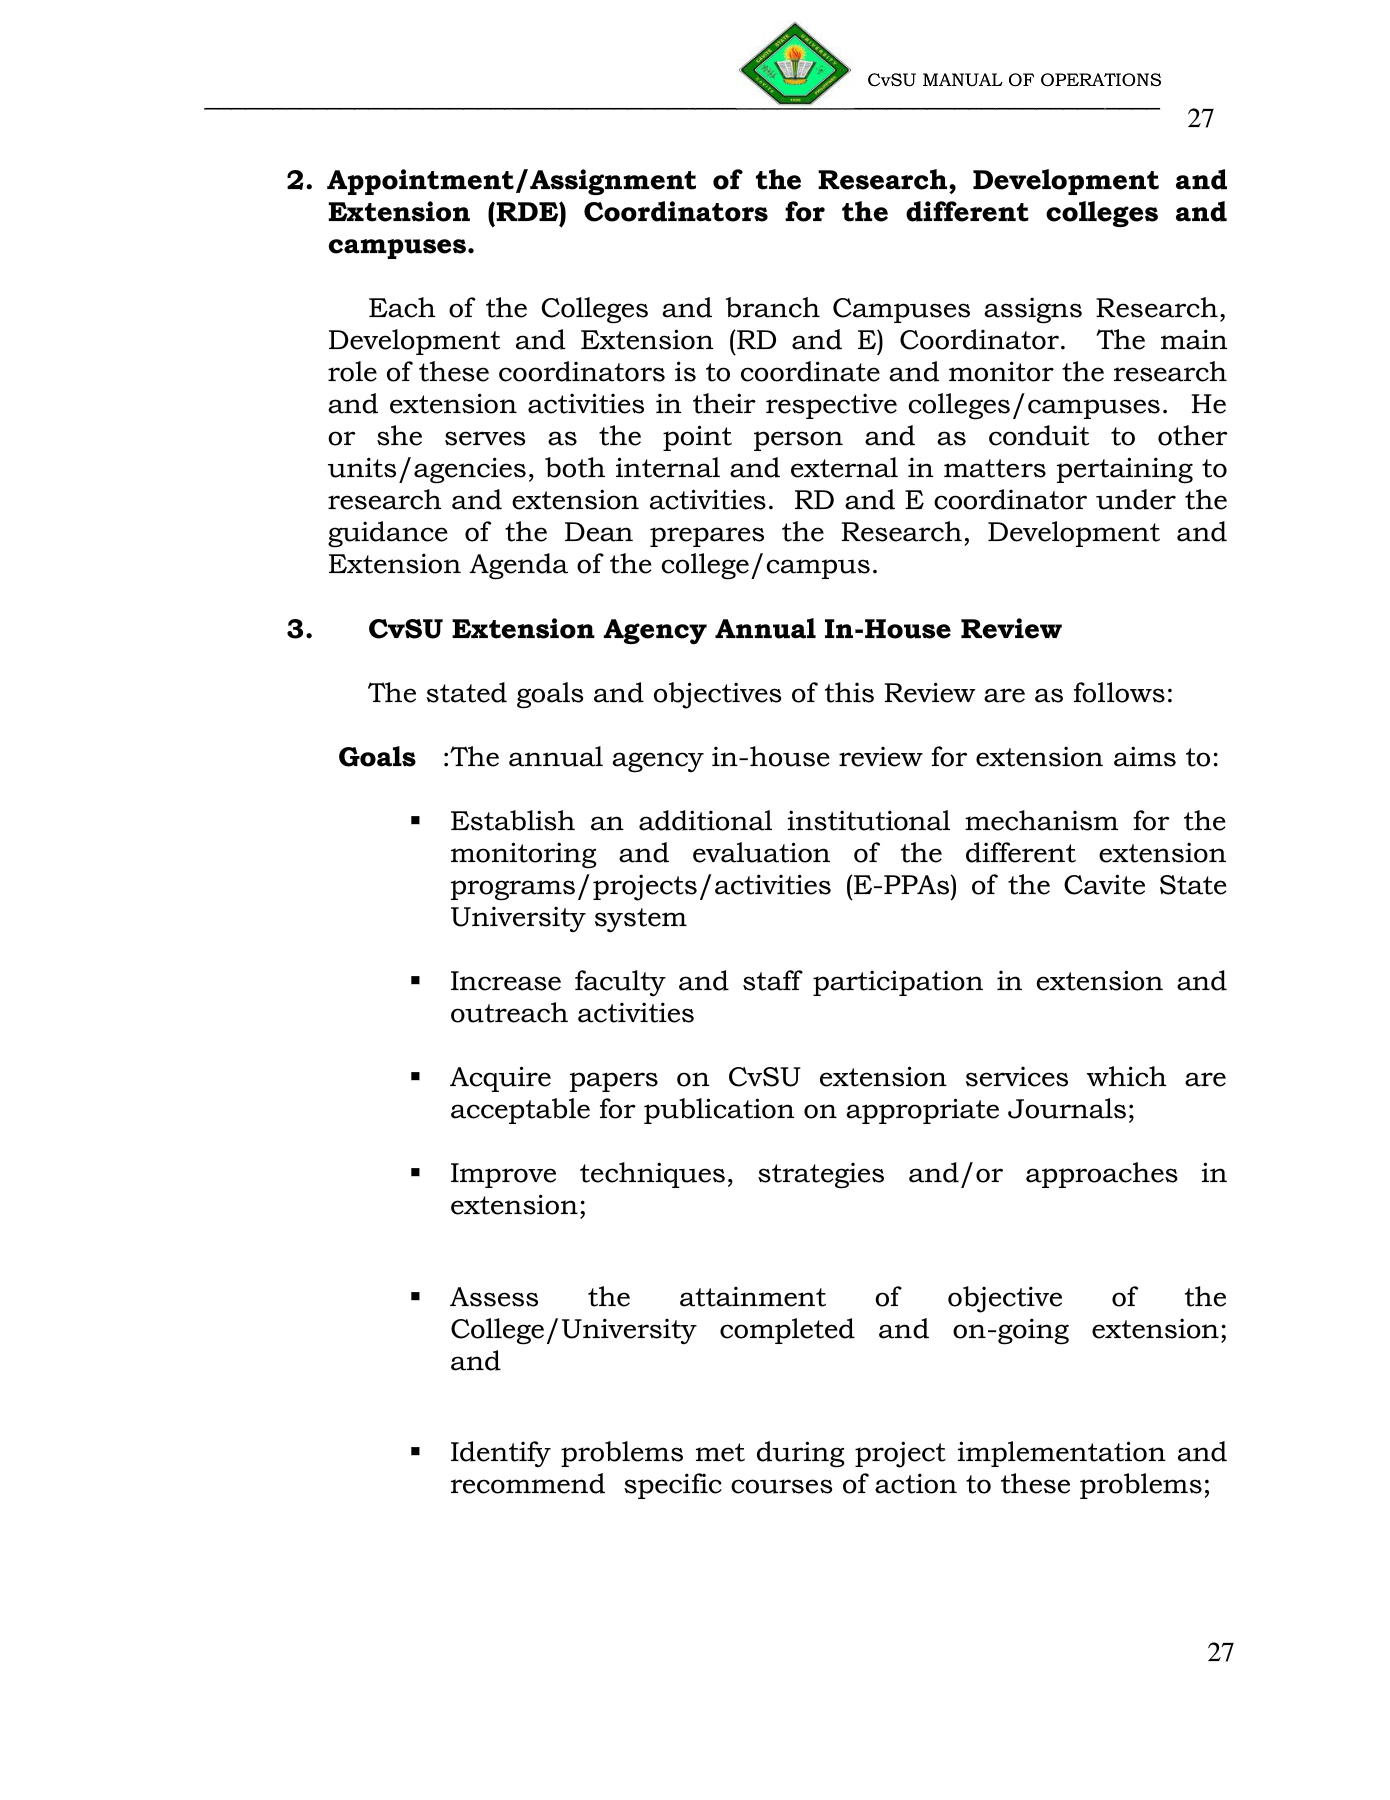 CvSU MANUAL OF OPERATIONS
27
2. Appointment/Assignment of the Research, Development and
Extension (RDE) Coordinators for the different colleges and
campuses.
Each of the Colleges and branch Campuses assigns Research,
Development and Extension (RD and E) Coordinator. The main
role of these coordinators is to coordinate and monitor the research
and extension activities in their respective colleges/campuses. He
or she serves as the point person and as conduit to other
units/agencies, both internal and external in matters pertaining to
research and extension activities. RD and E coordinator under the
guidance of the Dean prepares the Research, Development and
Extension Agenda of the college/campus.
3. CvSU Extension Agency Annual In-House Review
The stated goals and objectives of this Review are as follows:
Goals :The annual agency in-house review for extension aims to:
▪ Establish an additional institutional mechanism for the
monitoring and evaluation of the different extension
programs/projects/activities (E-PPAs) of the Cavite State
University system
▪ Increase faculty and staff participation in extension and
outreach activities
▪ Acquire papers on CvSU extension services which are
acceptable for publication on appropriate Journals;
▪ Improve techniques, strategies and/or approaches in
extension;
▪ Assess the attainment of objective of the
College/University completed and on-going extension;
and
▪ Identify problems met during project implementation and
recommend specific courses of action to these problems;
27